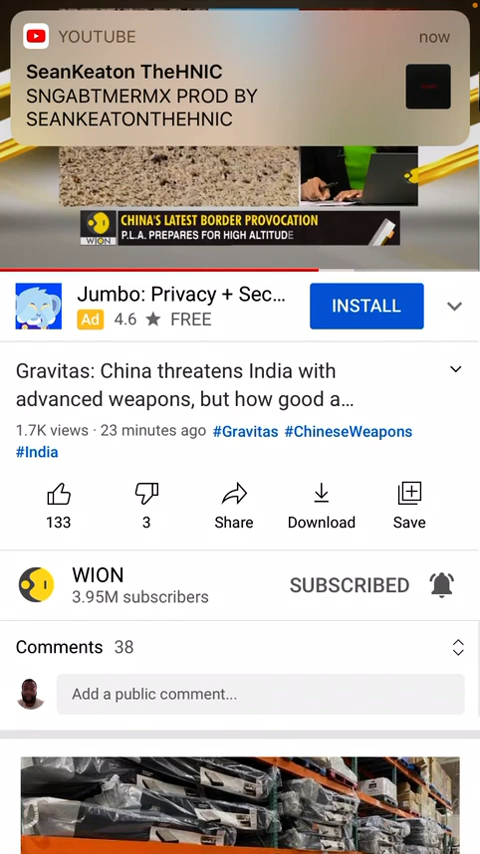 YOUTUBE
now
SeanKeaton TheHNIC
SNGABTMERMX PROD BY
SEANKEATONTHEHNIC
CHINA'S LATEST BORDER PROVOCATION
WION
P.L.A. PREPARES FOR HIGH ALTITUDE
Jumbo: Privacy + Sec...
INSTALL
Ad 4.6 ★ FREE
Gravitas: China threatens India with
advanced weapons, but how good a...
1.7K views · 23 minutes ago #Gravitas #ChineseWeapons
#India
133
3
Share
Download
Save
WION
3.95M subscribers
SUBSCRIBED
Comments 38
Add a public comment...